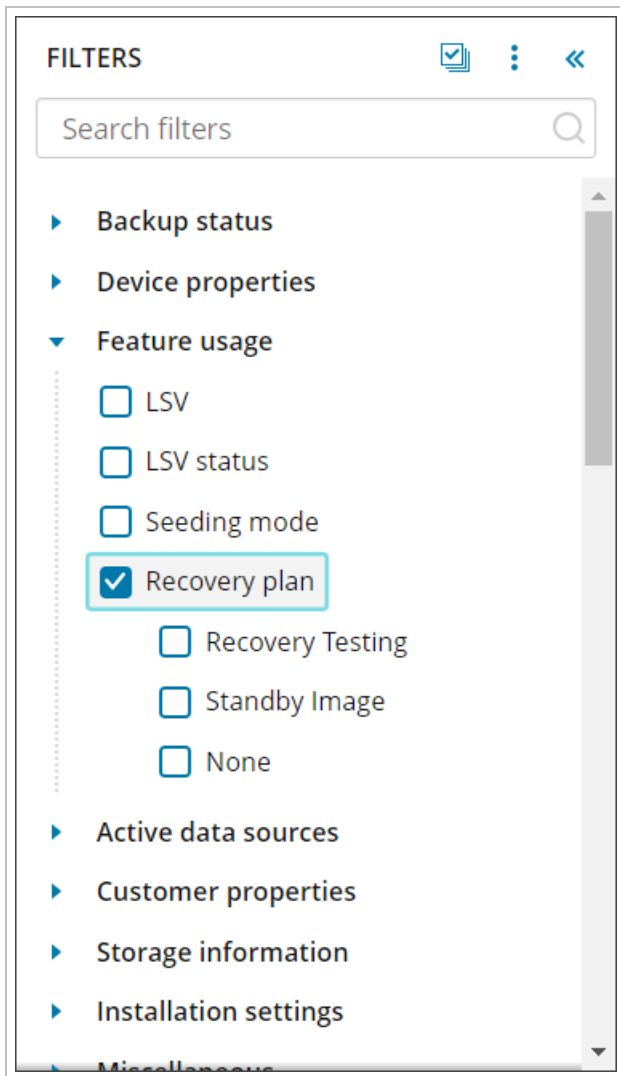 FILTERS
Search filters
Backup status
Device properties
Feature usage
LSV
LSV status
Seeding mode
Recovery plan
Recovery Testing
Standby Image
None
Active data sources
Customer properties
Storage information
Installation settings
Miscellaneous